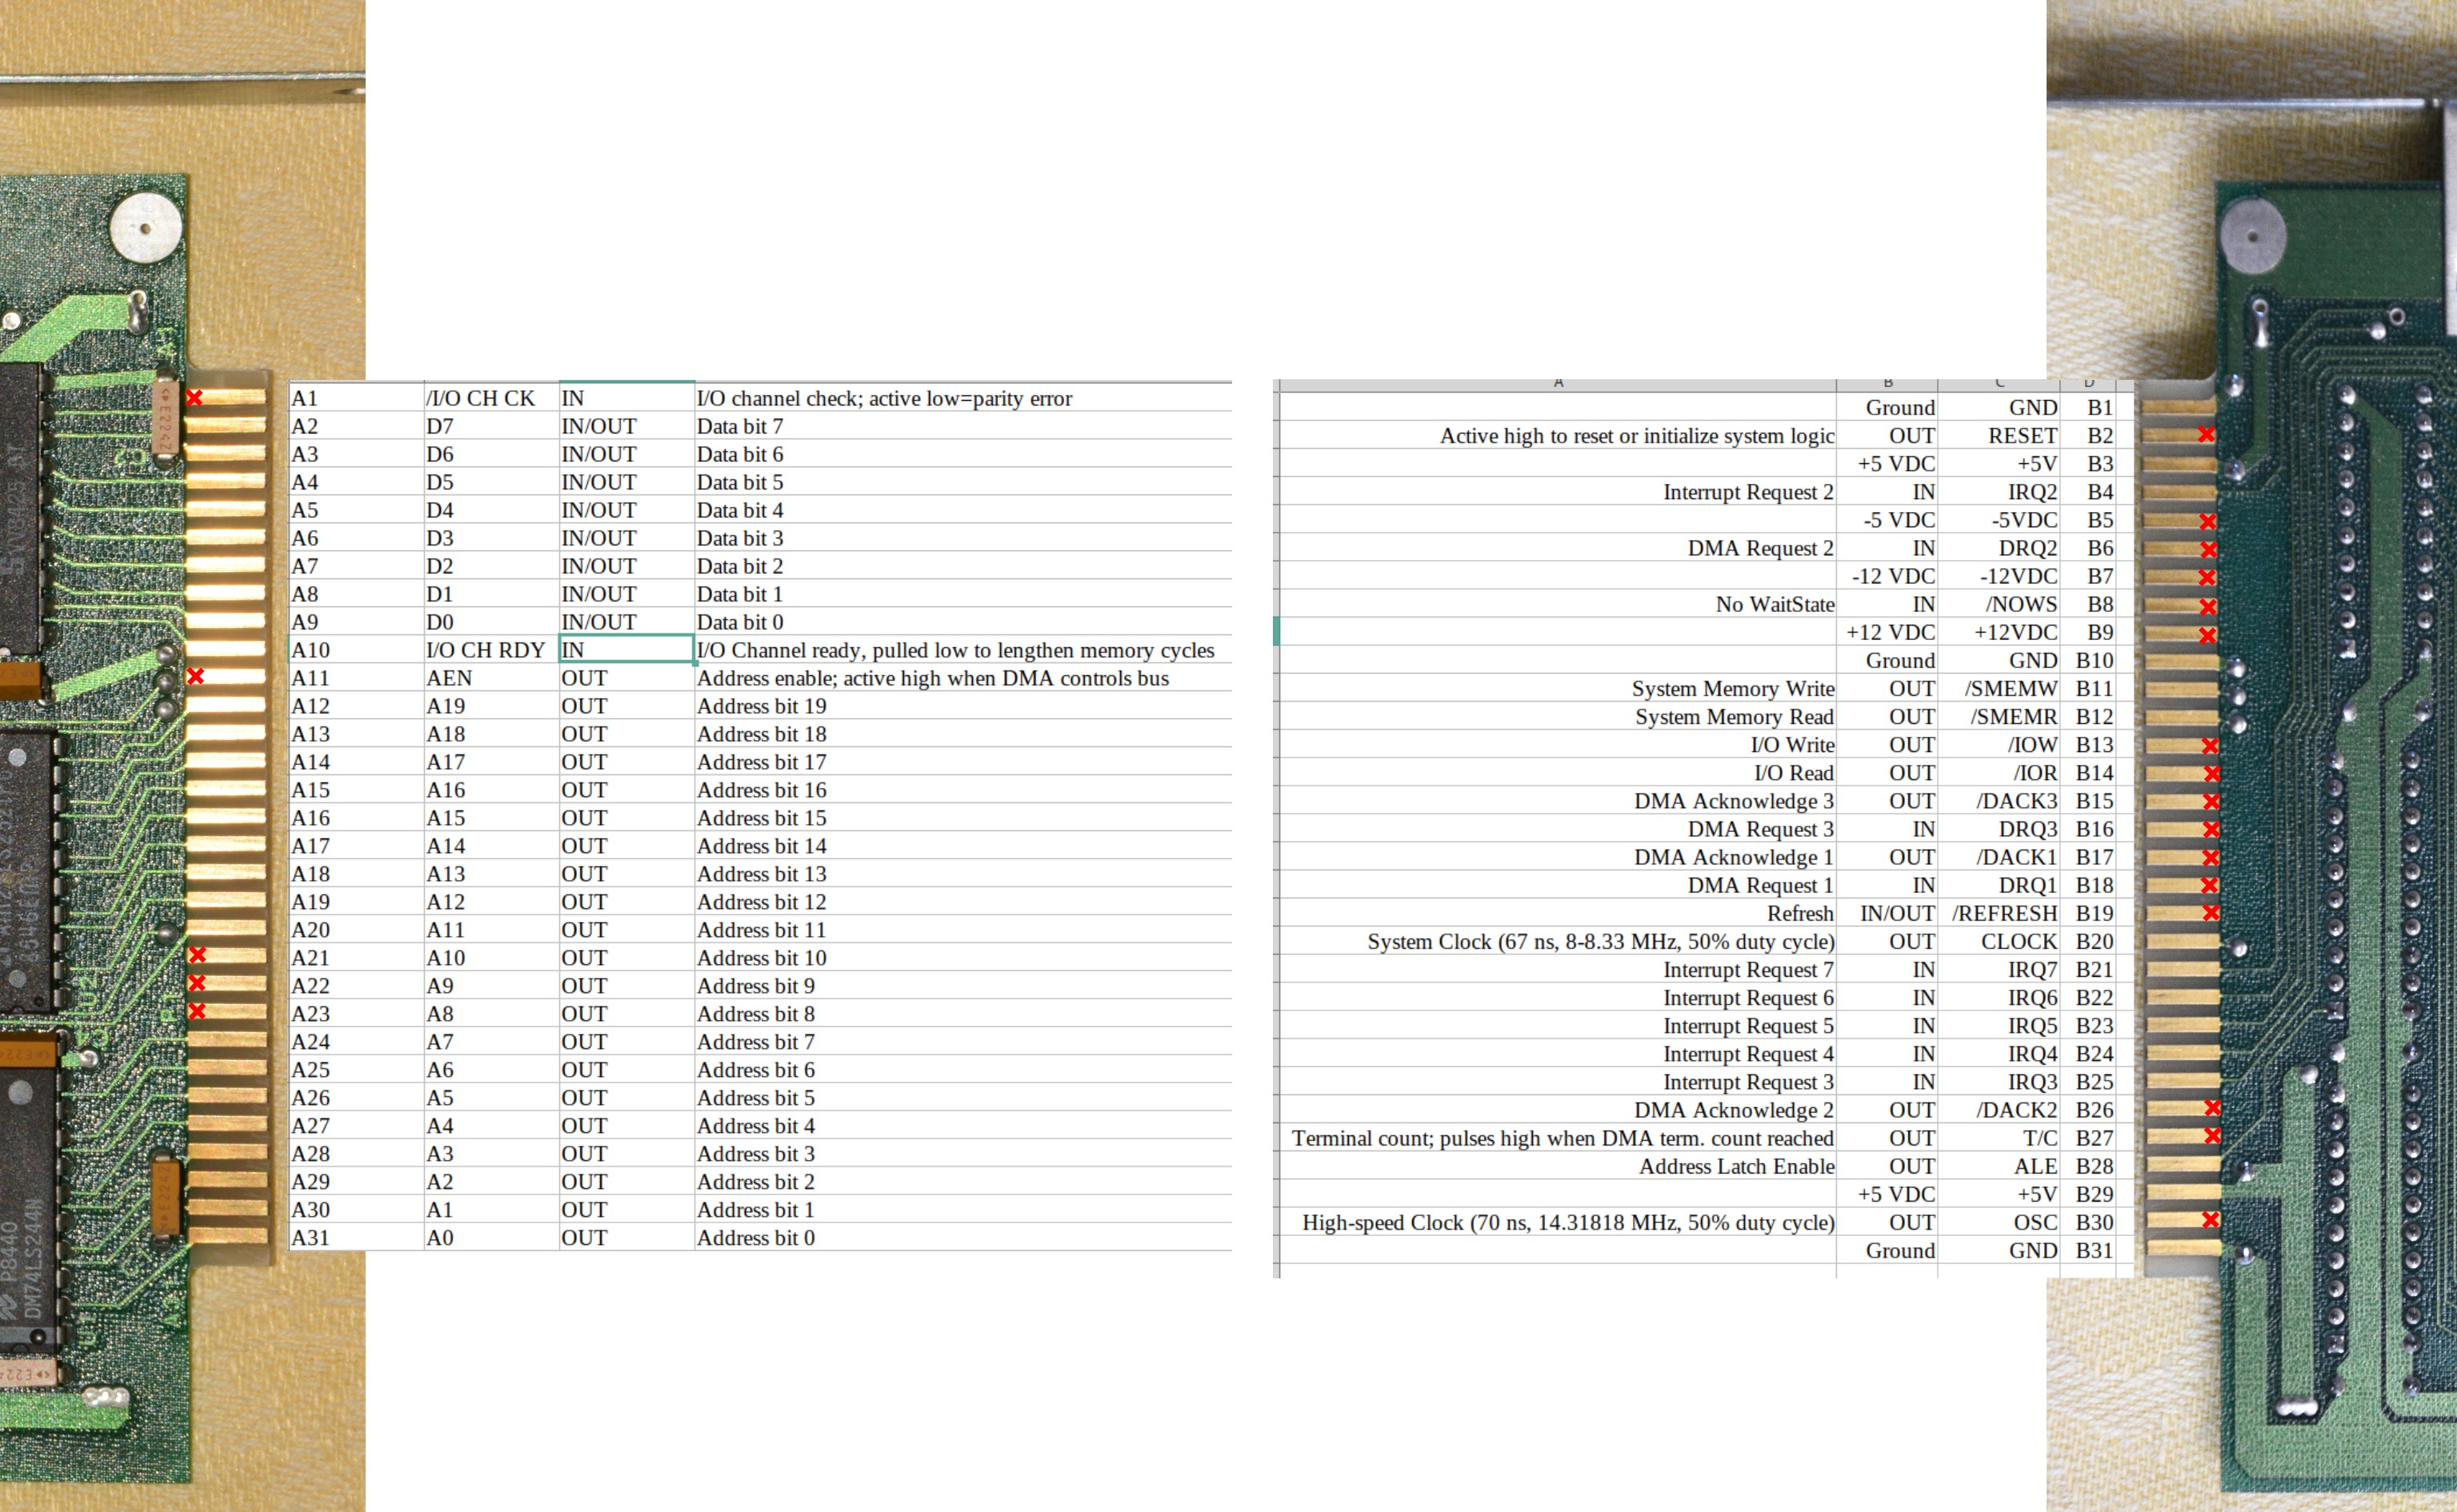 A1 /I/O CH CK IN I/O channel check; active low=parity error
A2 D7 IN/OUT Data bit 7
A3 D6 IN/OUT Data bit 6
A4 D5 IN/OUT Data bit 5
A5 D4 IN/OUT Data bit 4
A6 D3 IN/OUT Data bit 3
A7 D2 IN/OUT Data bit 2
A8 D1 IN/OUT Data bit 1
A9 D0 IN/OUT Data bit 0
A10 I/O CH RDY IN I/O Channel ready, pulled low to lengthen memory cycles
A11 AEN OUT Address enable; active high when DMA controls bus
A12 A19 OUT Address bit 19
A13 A18 OUT Address bit 18
A14 A17 OUT Address bit 17
A15 A16 OUT Address bit 16
A16 A15 OUT Address bit 15
A17 A14 OUT Address bit 14
A18 A13 OUT Address bit 13
A19 A12 OUT Address bit 12
A20 A11 OUT Address bit 11
A21 A10 OUT Address bit 10
A22 A9 OUT Address bit 9
A23 A8 OUT Address bit 8
A24 A7 OUT Address bit 7
A25 A6 OUT Address bit 6
A26 A5 OUT Address bit 5
A27 A4 OUT Address bit 4
A28 A3 OUT Address bit 3
A29 A2 OUT Address bit 2
A30 A1 OUT Address bit 1
A31 A0 OUT Address bit 0
A B C D
Ground GND B1
Active high to reset or initialize system logic OUT RESET B2
+5 VDC +5V B3
Interrupt Request 2 IN IRQ2 B4
-5 VDC -5VDC B5
DMA Request 2 IN DRQ2 B6
-12 VDC -12VDC B7
No WaitState IN /NOWS B8
+12 VDC +12VDC B9
Ground GND B10
System Memory Write OUT /SMEMW B11
System Memory Read OUT /SMEMR B12
I/O Write OUT /IOW B13
I/O Read OUT /IOR B14
DMA Acknowledge 3 OUT /DACK3 B15
DMA Request 3 IN DRQ3 B16
DMA Acknowledge 1 OUT /DACK1 B17
DMA Request 1 IN DRQ1 B18
Refresh IN/OUT /REFRESH B19
System Clock (67 ns, 8-8.33 MHz, 50% duty cycle) OUT CLOCK B20
Interrupt Request 7 IN IRQ7 B21
Interrupt Request 6 IN IRQ6 B22
Interrupt Request 5 IN IRQ5 B23
Interrupt Request 4 IN IRQ4 B24
Interrupt Request 3 IN IRQ3 B25
DMA Acknowledge 2 OUT /DACK2 B26
Terminal count; pulses high when DMA term. count reached OUT T/C B27
Address Latch Enable OUT ALE B28
+5 VDC +5V B29
High-speed Clock (70 ns, 14.31818 MHz, 50% duty cycle) OUT OSC B30
Ground GND B31
U2
P8440
DM74LS244N
U1